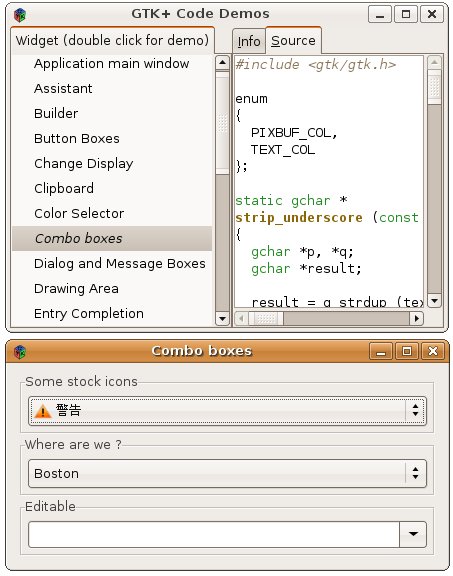 GTK+ Code Demos
Widget (double click for demo)
Application main window
Assistant
Builder
Button Boxes
Change Display
Clipboard
Color Selector
Combo boxes
Dialog and Message Boxes
Drawing Area
Entry Completion
Info
Source
#include <gtk/gtk.h>
enum
{
PIXBUF_COL,
TEXT_COL
};
static gchar *
strip_underscore (const
{
gchar *p, *q;
gchar *result;
result = g_strdup (tex
Combo boxes
Some stock icons
警告
Where are we ?
Boston
Editable